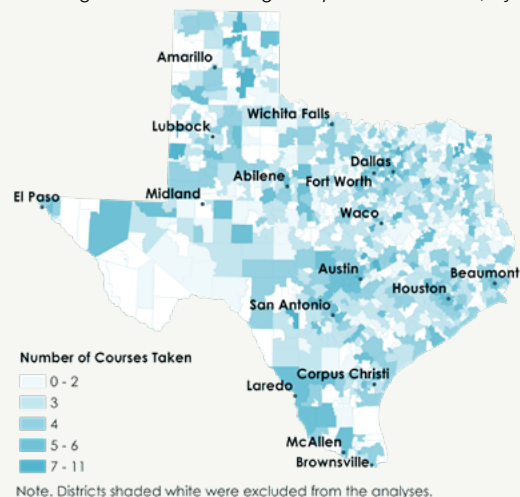 Amarillo
Wichita Falls
Lubbock
Dallas
Abilene
Fort Worth
El Paso
Midland
Waco
Austin
Beaumont
Houston
San Antonio
Number of Courses Taken
0 - 2
3
4
5 - 6
7 - 11
Corpus Christi
Laredo
McAllen
Brownsville
Note. Districts shaded white were excluded from the analyses.